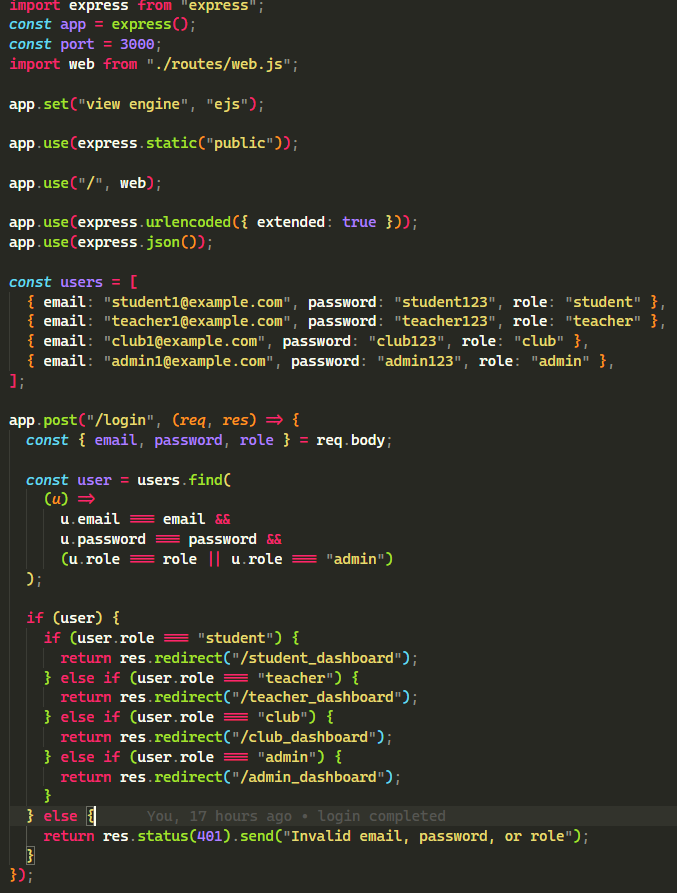 import express from "express";
const app = express();
const port = 3000;
import web from "./routes/web.js";

app.set("view engine", "ejs");

app.use(express.static("public"));

app.use("/", web);

app.use(express.urlencoded({ extended: true }));
app.use(express.json());

const users = [
  { email: "student1@example.com", password: "student123", role: "student" },
  { email: "teacher1@example.com", password: "teacher123", role: "teacher" },
  { email: "club1@example.com", password: "club123", role: "club" },
  { email: "admin1@example.com", password: "admin123", role: "admin" },
];

app.post("/login", (req, res) => {
  const { email, password, role } = req.body;

  const user = users.find(
    (u) =>
      u.email === email &&
      u.password === password &&
      (u.role === role || u.role === "admin")
  );

  if (user) {
    if (user.role === "student") {
      return res.redirect("/student_dashboard");
    } else if (user.role === "teacher") {
      return res.redirect("/teacher_dashboard");
    } else if (user.role === "club") {
      return res.redirect("/club_dashboard");
    } else if (user.role === "admin") {
      return res.redirect("/admin_dashboard");
    }
  } else {      You, 17 hours ago • login completed
    return res.status(401).send("Invalid email, password, or role");
  }
});